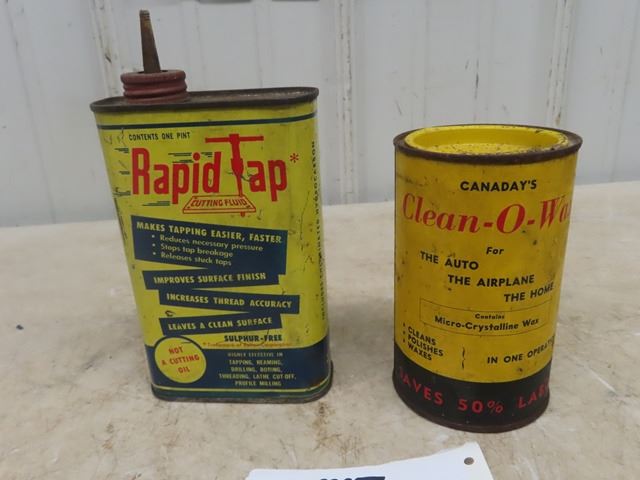 CONTENTS ONE PINT
Rapid Tap*
CUTTING FLUID
MAKES TAPPING EASIER, FASTER
• Reduces necessary pressure
• Stops tap breakage
• Releases stuck taps
IMPROVES SURFACE FINISH
INCREASES THREAD ACCURACY
LEAVES A CLEAN SURFACE
SULPHUR-FREE
NOT A CUTTING OIL
HIGHLY EFFECTIVE IN
TAPPING, REAMING,
DRILLING, BORING,
THREADING, LATHE CUT-OFF,
PROFILE MILLING
CANADAY'S
Clean-O-Wa
For
THE AUTO
THE AIRPLANE
THE HOME
Contains
Micro-Crystalline Wax
• CLEANS
• POLISHES
• WAXES
IN ONE OPERAT
SAVES 50% LAB